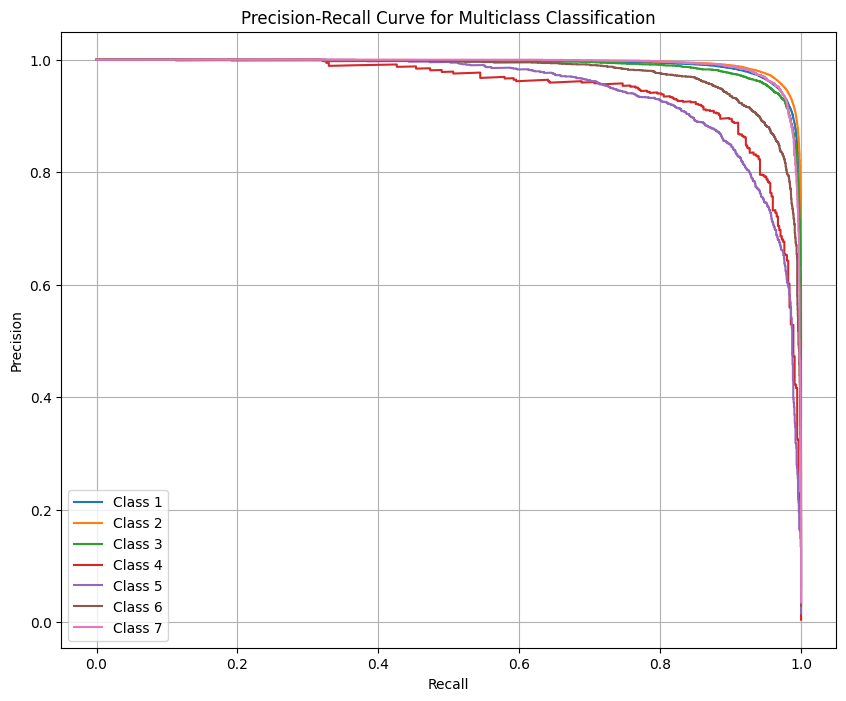 Precision-Recall Curve for Multiclass Classification
1.0
0.8
0.6
0.4
0.2
0.0
Precision
Class 1
Class 2
Class 3
Class 4
Class 5
Class 6
Class 7
0.0 0.2 0.4 0.6 0.8 1.0
Recall